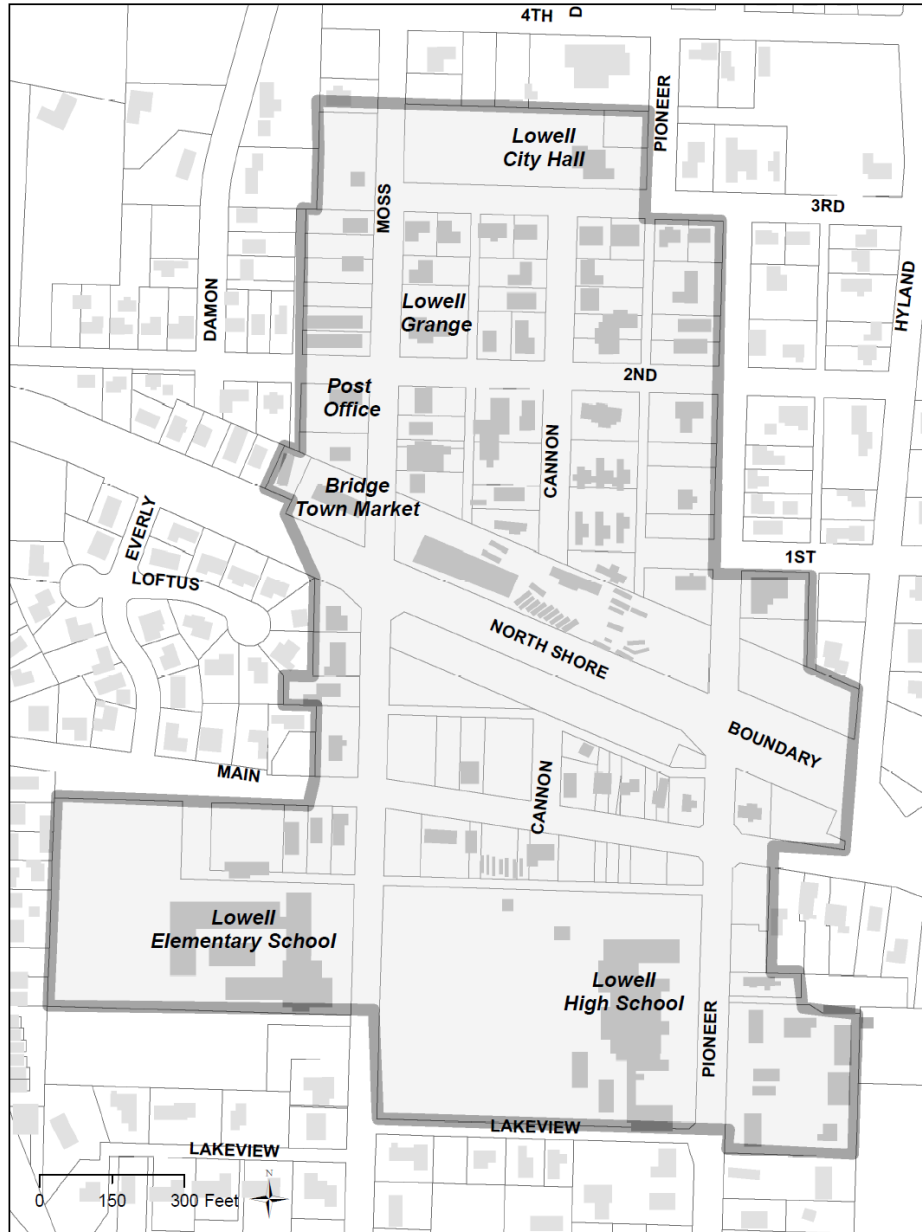 4TH
D
PIONEER
Lowell
City Hall
3RD
MOSS
HYLAND
DAMON
Lowell
Grange
2ND
Post
Office
CANNON
Bridge
Town Market
EVERLY
1ST
LOFTUS
NORTH SHORE
BOUNDARY
MAIN
CANNON
Lowell
Elementary School
Lowell
High School
PIONEER
LAKEVIEW
LAKEVIEW
N
0 150 300 Feet